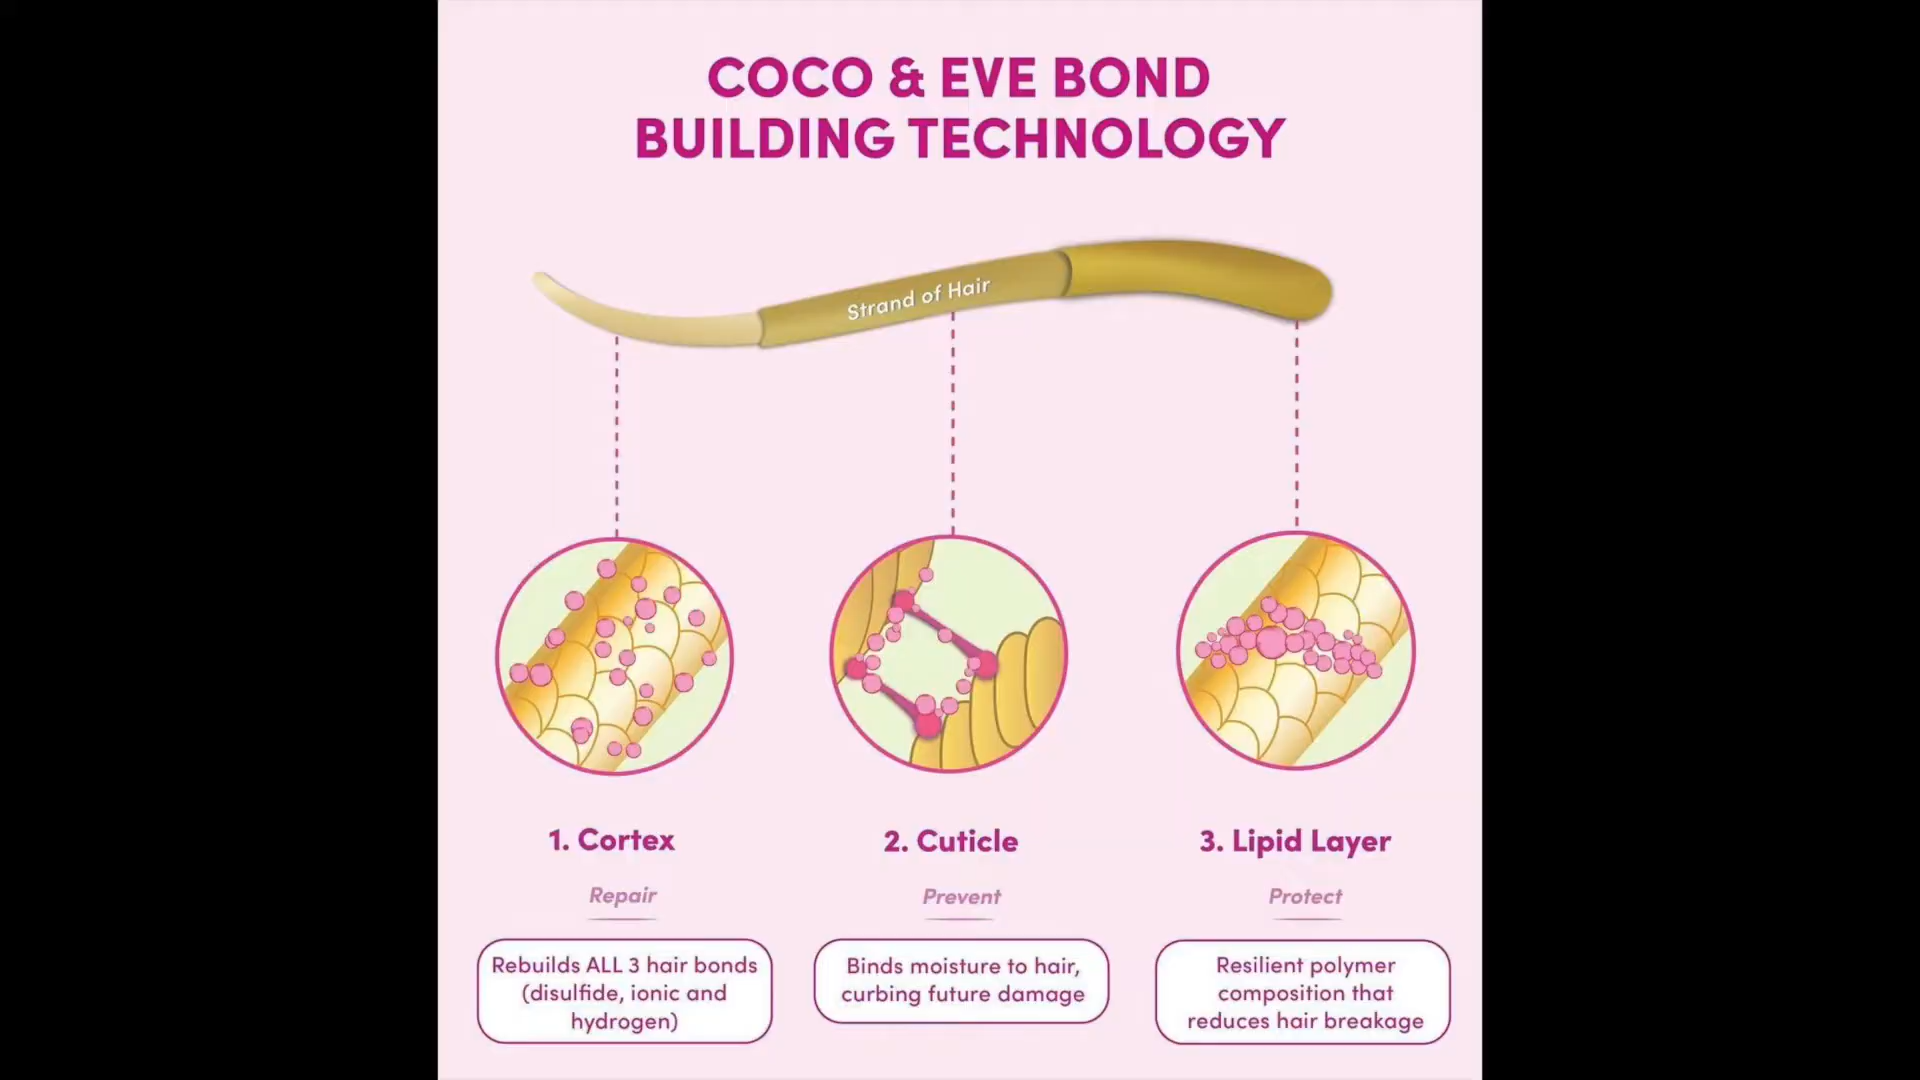 COCO & EVE BOND
BUILDING TECHNOLOGY
Strand of Hair
1. Cortex
Repair
Rebuilds ALL 3 hair bonds
(disulfide, ionic and
hydrogen)
2. Cuticle
Prevent
Binds moisture to hair,
curbing future damage
3. Lipid Layer
Protect
Resilient polymer
composition that
reduces hair breakage